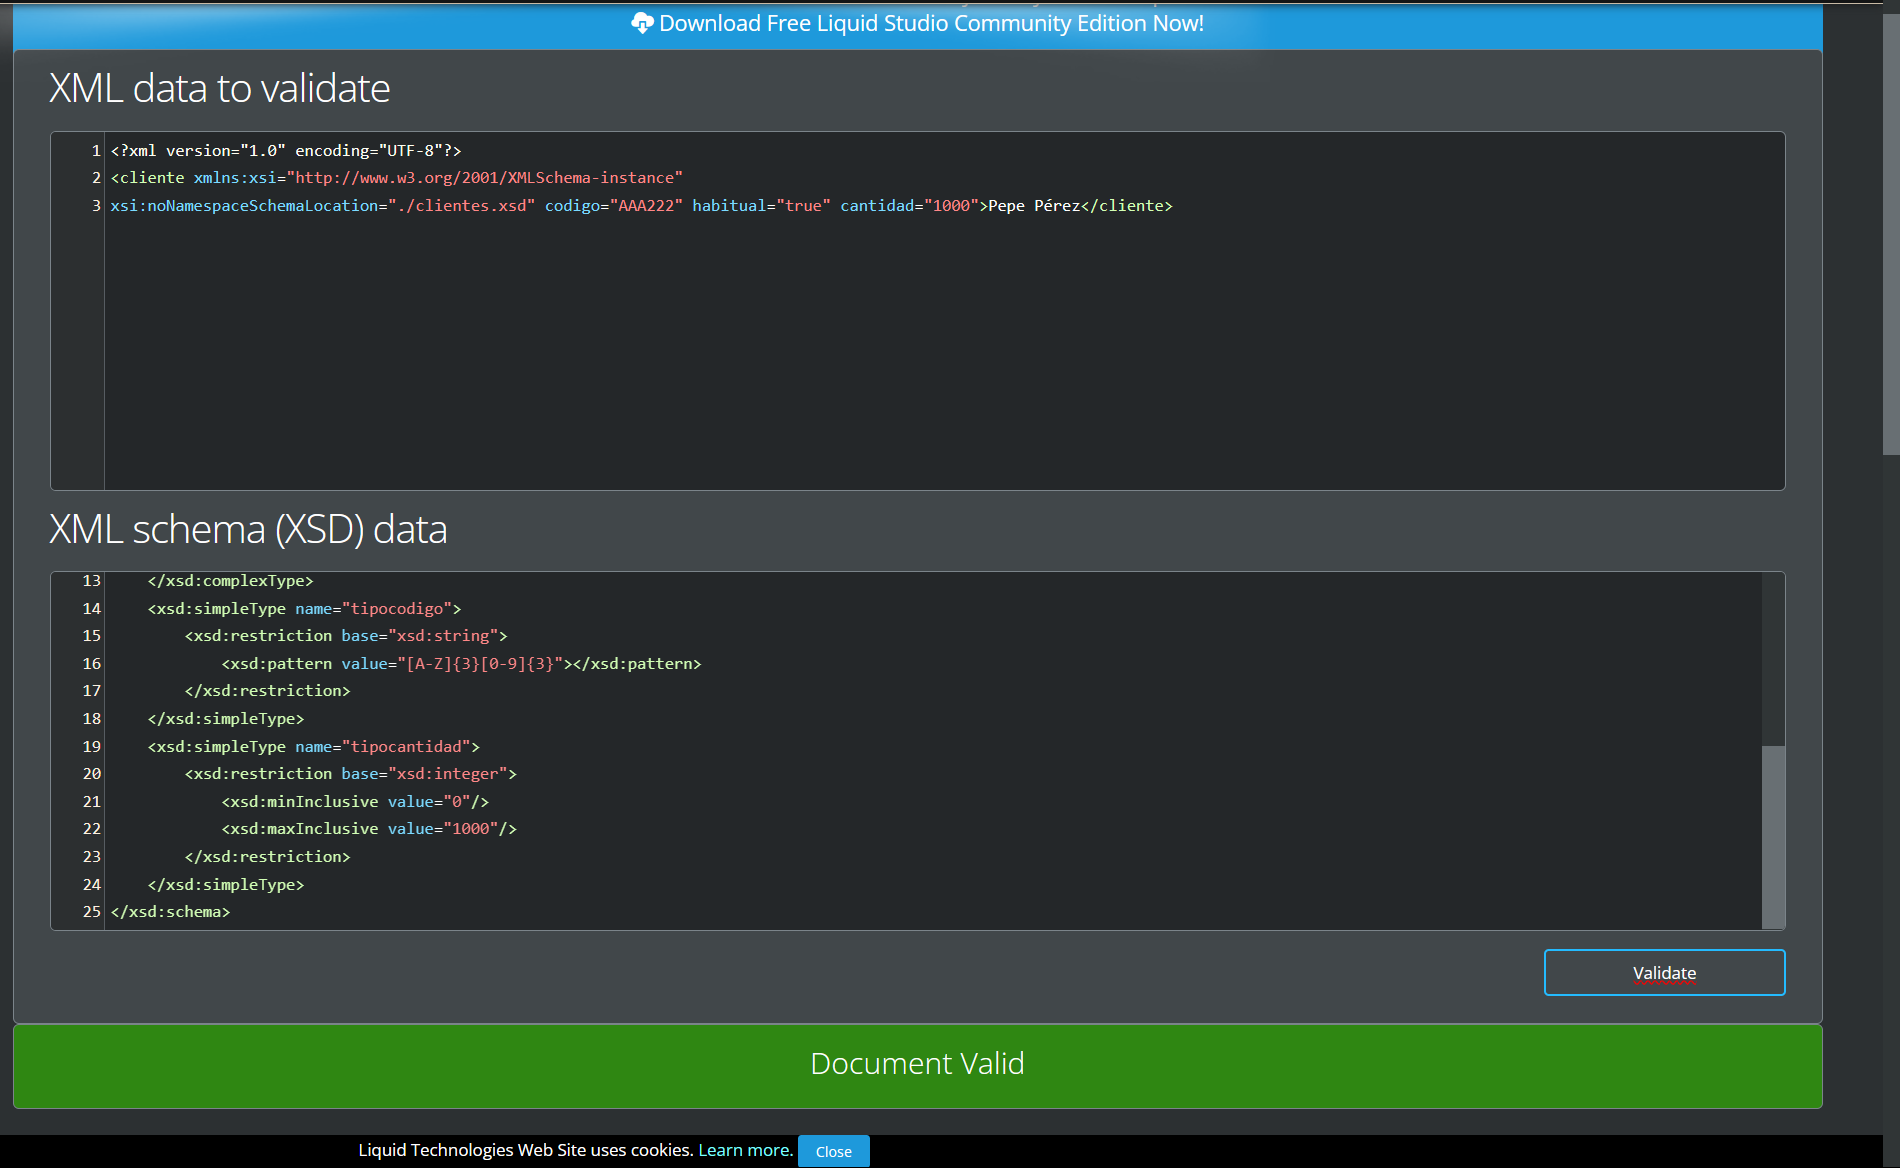 Download Free Liquid Studio Community Edition Now!
XML data to validate
1 <?xml version="1.0" encoding="UTF-8"?>
2 <cliente xmlns:xsi="http://www.w3.org/2001/XMLSchema-instance"
3 xsi:noNamespaceSchemaLocation="./clientes.xsd" codigo="AAA222" habitual="true" cantidad="1000">Pepe Pérez</cliente>
XML schema (XSD) data
13     </xsd:complexType>
14     <xsd:simpleType name="tipocodigo">
15         <xsd:restriction base="xsd:string">
16             <xsd:pattern value="[A-Z]{3}[0-9]{3}"></xsd:pattern>
17         </xsd:restriction>
18     </xsd:simpleType>
19     <xsd:simpleType name="tipocantidad">
20         <xsd:restriction base="xsd:integer">
21             <xsd:minInclusive value="0"/>
22             <xsd:maxInclusive value="1000"/>
23         </xsd:restriction>
24     </xsd:simpleType>
25 </xsd:schema>
Validate
Document Valid
Liquid Technologies Web Site uses cookies. Learn more. Close